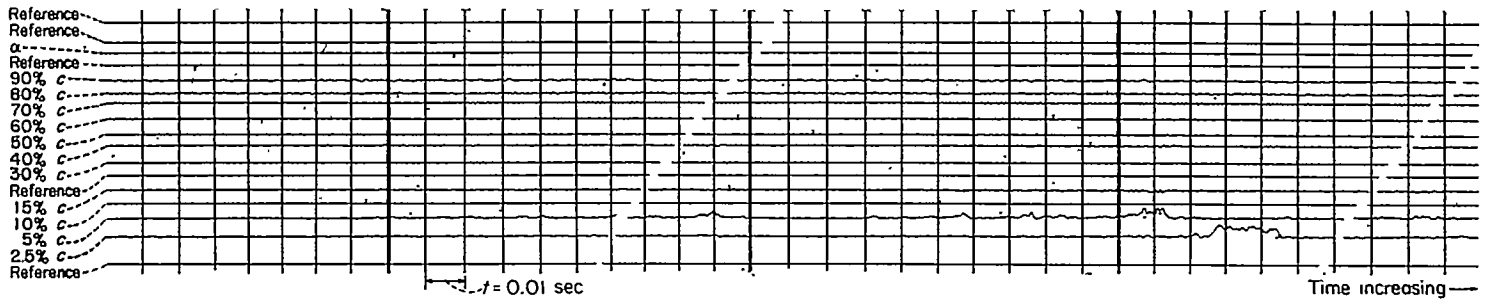 Reference
Reference
α
Reference
90% c
80% c
70% c
60% c
50% c
40% c
30% c
Reference
15% c
10% c
5% c
2.5% c
Reference
t = 0.01 sec
Time increasing